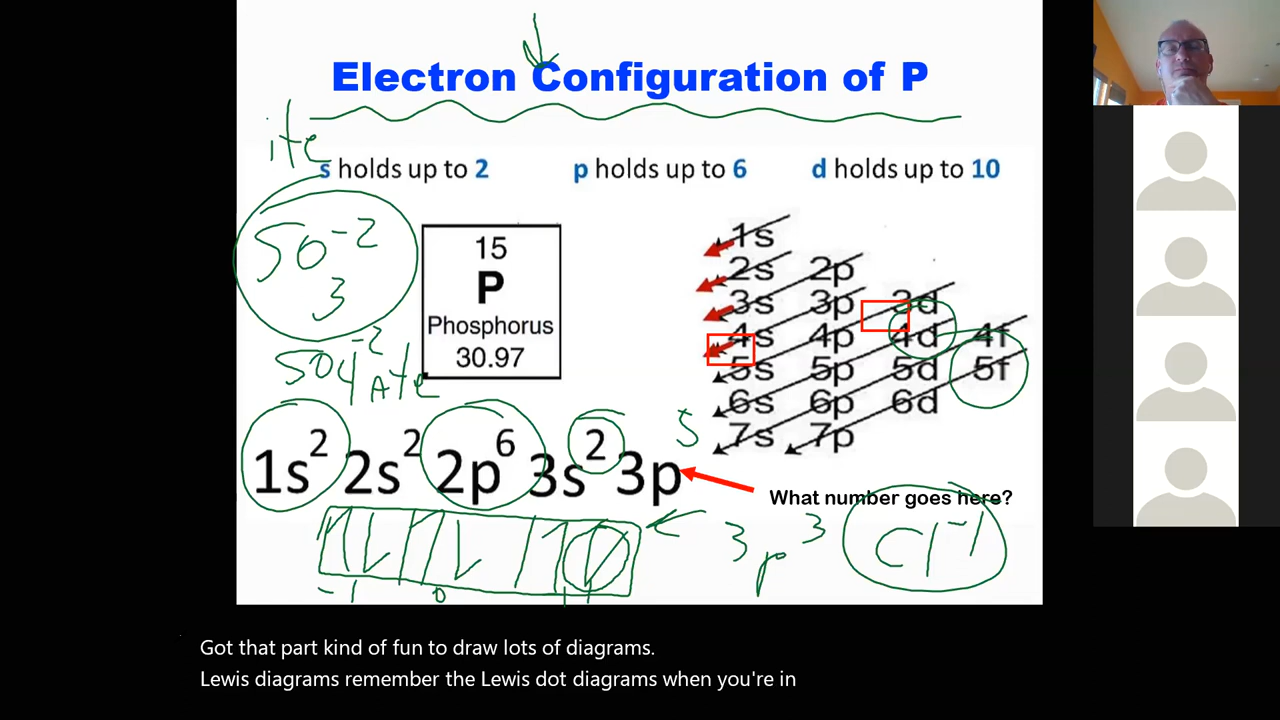 Electron Configuration of P
ite
s holds up to 2 p holds up to 6 d holds up to 10
SO₃⁻²
15
P
Phosphorus
30.97
1s
2s 2p
3s 3p 3d
4s 4p 4d 4f
5s 5p 5d 5f
6s 6p 6d
7s 7p
SO4⁻²
Ate
5
1s² 2s² 2p⁶ 3s² 3p
What number goes here?
3p³
Cl⁻¹
-1 0 +1
Got that part kind of fun to draw lots of diagrams.
Lewis diagrams remember the Lewis dot diagrams when you're in